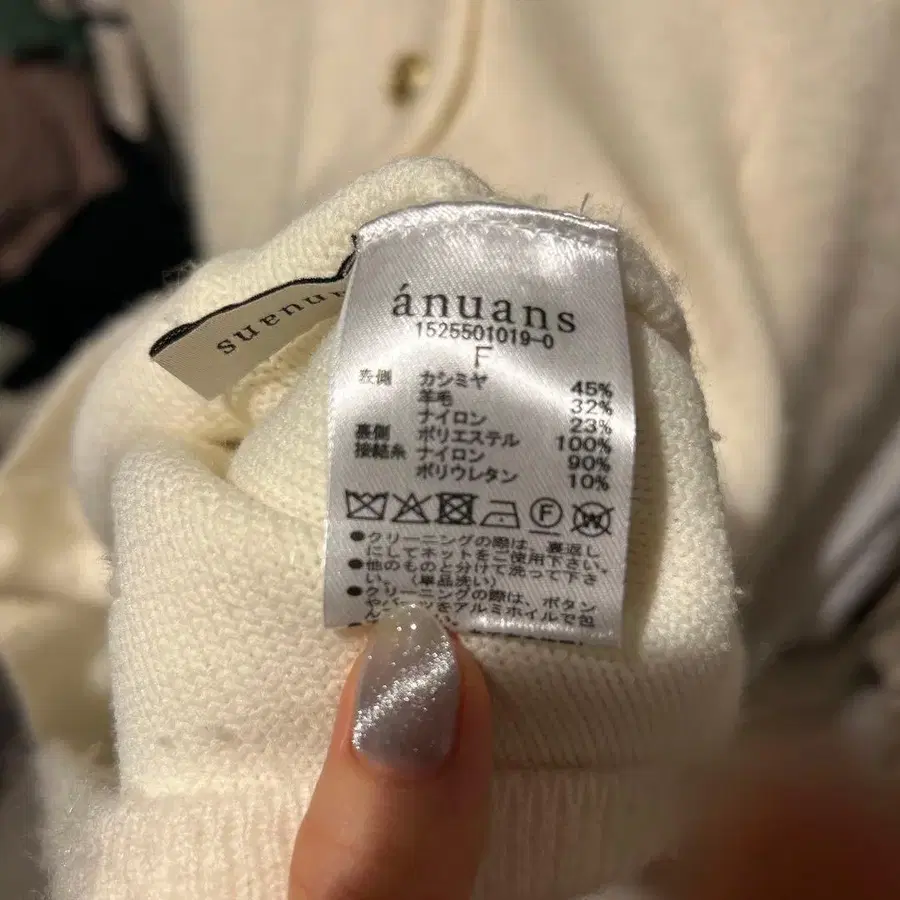 ánuans
1525501019-0
F
表側 カシミヤ 45%
羊毛 32%
ナイロン 23%
裏側 ポリエステル 100%
接結糸 ナイロン 90%
ポリウレタン 10%
F
W
●クリーニングの際は、裏返し
にしてネットをご使用下さい。
●他のものと分けて洗って下さ
い。(単品洗い)
●クリーニングの際は、ボタン
やパーツをアルミホイルで包
nuans